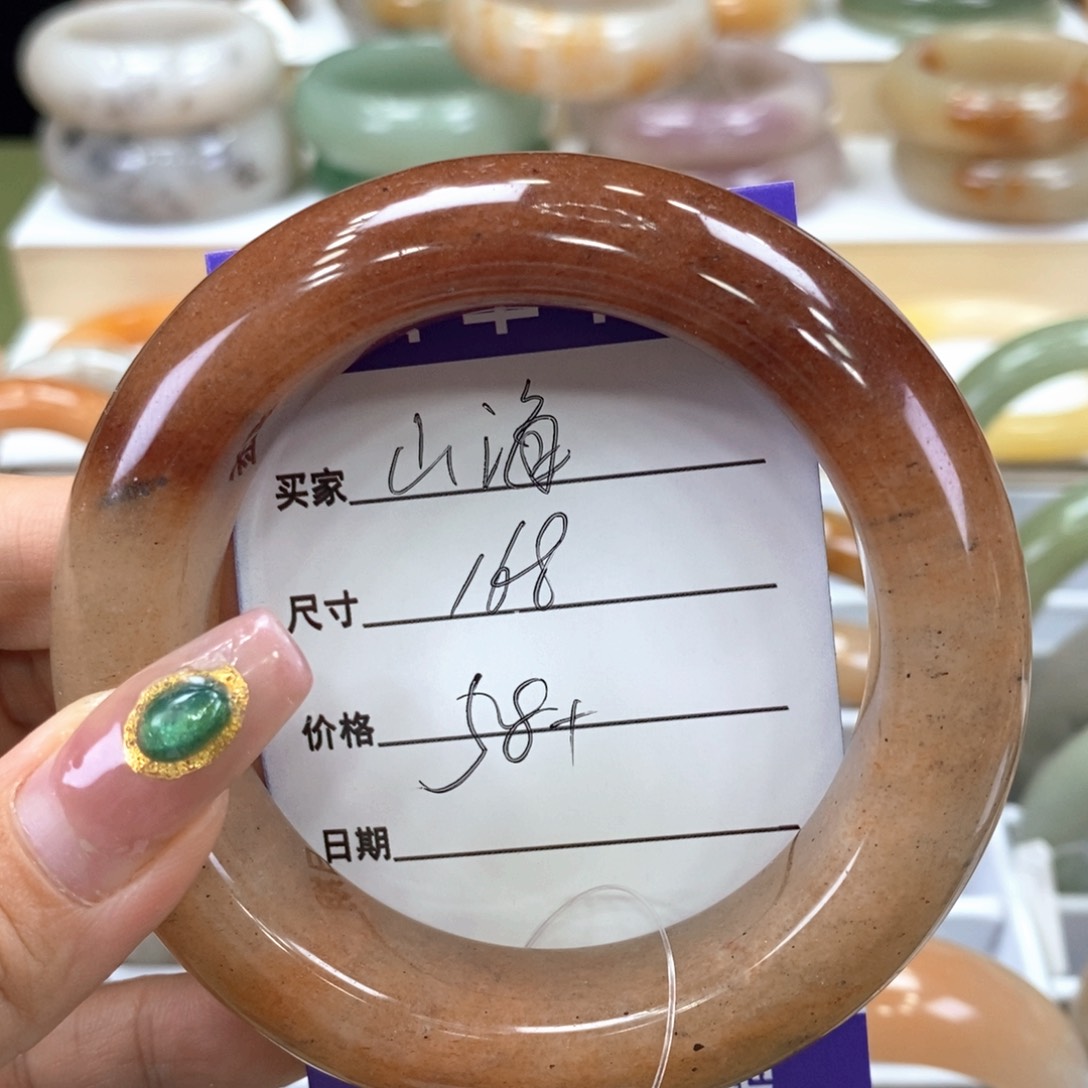 买家 山海
尺寸 168
价格 58+
日期